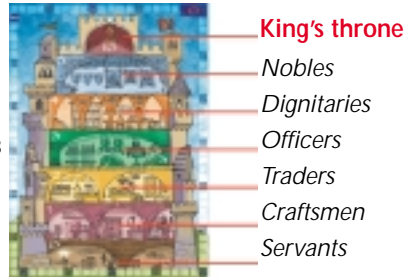 King's throne
Nobles
Dignitaries
Officers
Traders
Craftsmen
Servants